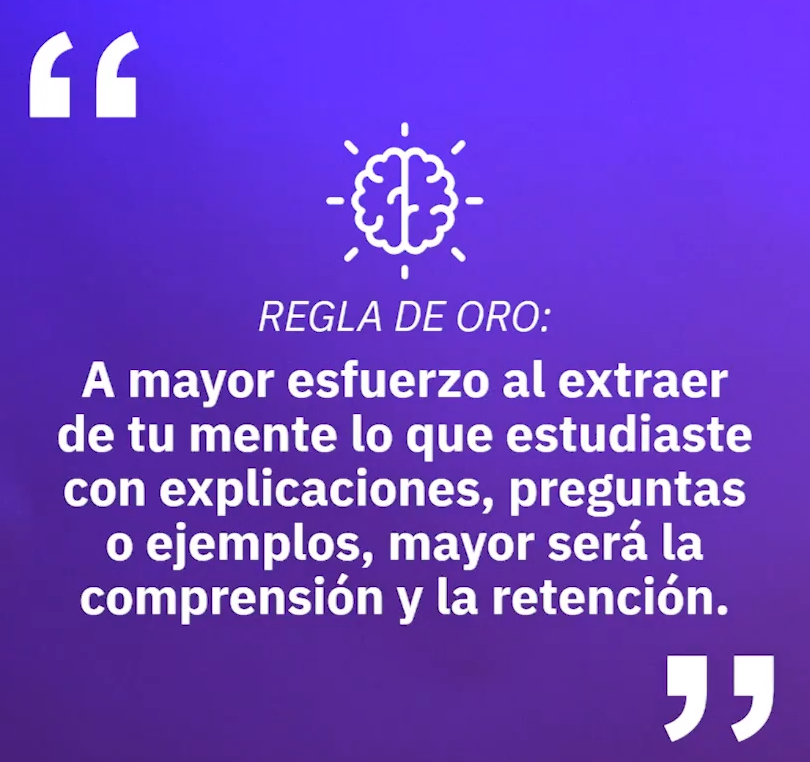 “
REGLA DE ORO:
A mayor esfuerzo al extraer
de tu mente lo que estudiaste
con explicaciones, preguntas
o ejemplos, mayor será la
comprensión y la retención.
”